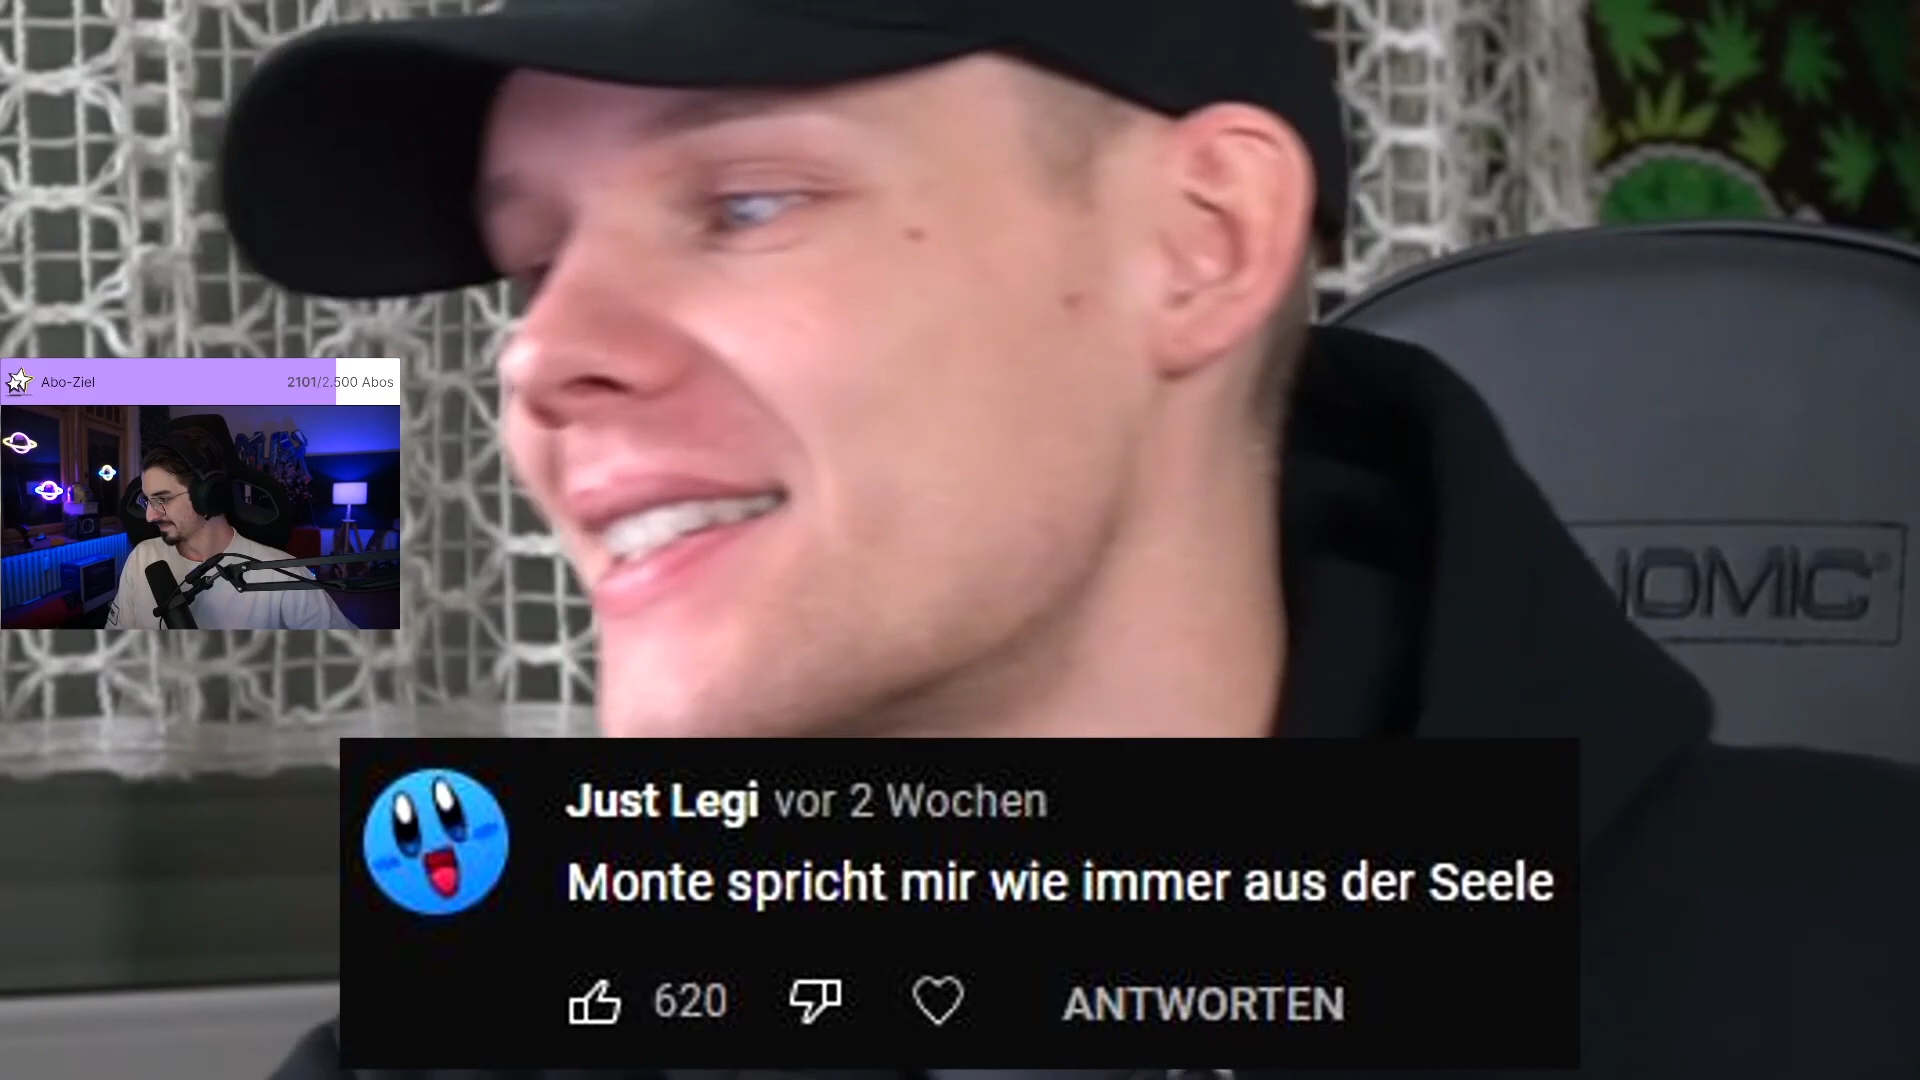 Abo-Ziel 2101/2.500 Abos
NOMIC®
Just Legi vor 2 Wochen
Monte spricht mir wie immer aus der Seele
620 ANTWORTEN